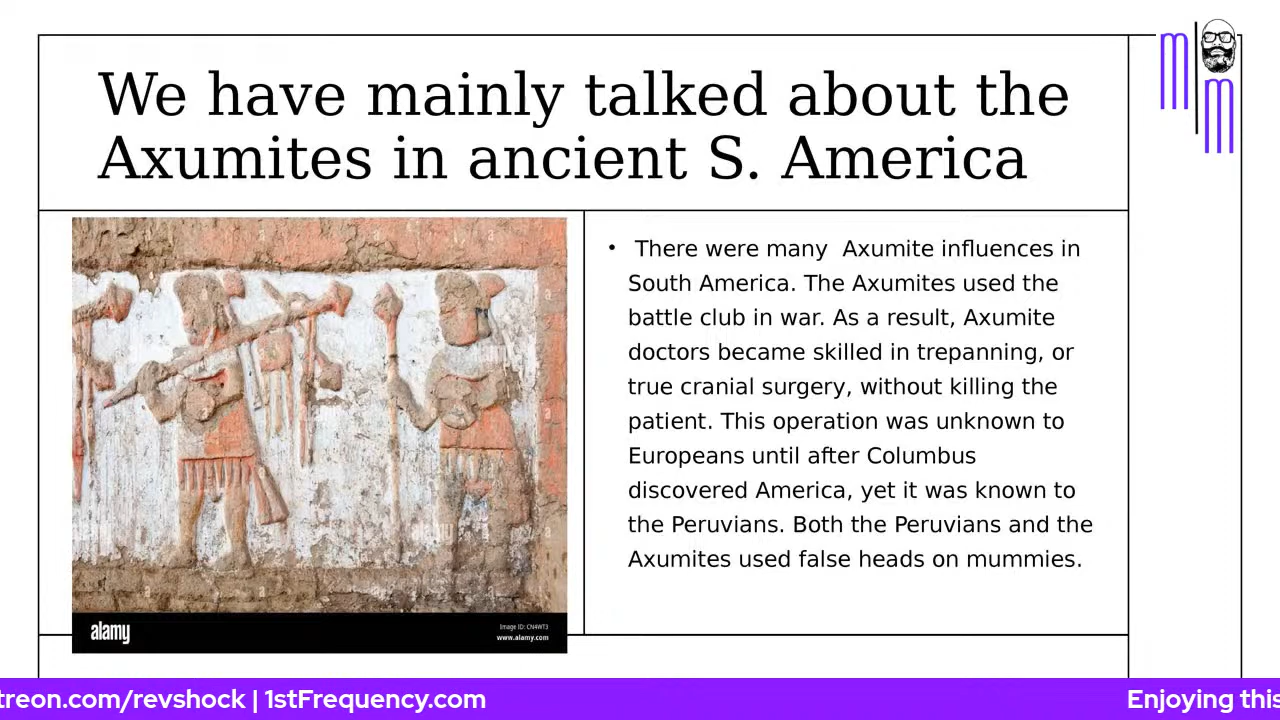 We have mainly talked about the
Axumites in ancient S. America
• There were many  Axumite influences in
South America. The Axumites used the
battle club in war. As a result, Axumite
doctors became skilled in trepanning, or
true cranial surgery, without killing the
patient. This operation was unknown to
Europeans until after Columbus
discovered America, yet it was known to
the Peruvians. Both the Peruvians and the
Axumites used false heads on mummies.
alamy
Image ID: CN4WT3
www.alamy.com
treon.com/revshock | 1stFrequency.com
Enjoying this